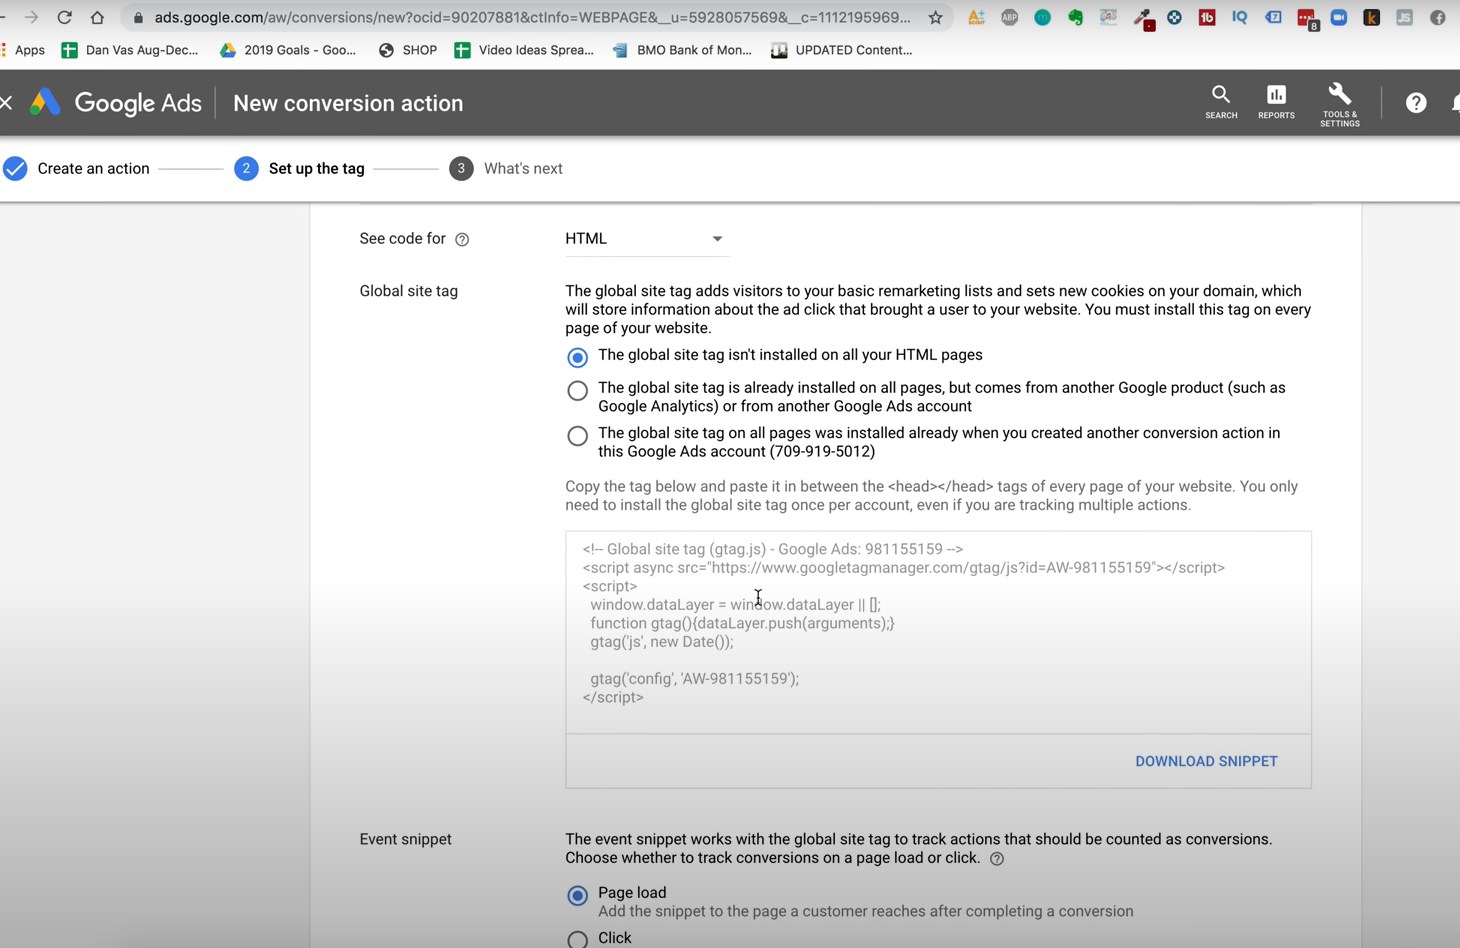 ads.google.com/aw/conversions/new?ocid=90207881&ctInfo=WEBPAGE&__u=5928057569&__c=1112195969...
ABP
m
1b
IQ
7
8
k
JS
Apps
Dan Vas Aug-Dec...
2019 Goals - Goo...
SHOP
Video Ideas Sprea...
BMO Bank of Mon...
UPDATED Content...
Google Ads
New conversion action
SEARCH
REPORTS
TOOLS &
SETTINGS
?
Create an action
2 Set up the tag
3 What's next
See code for ?
HTML
Global site tag
The global site tag adds visitors to your basic remarketing lists and sets new cookies on your domain, which
will store information about the ad click that brought a user to your website. You must install this tag on every
page of your website.
The global site tag isn't installed on all your HTML pages
The global site tag is already installed on all pages, but comes from another Google product (such as
Google Analytics) or from another Google Ads account
The global site tag on all pages was installed already when you created another conversion action in
this Google Ads account (709-919-5012)
Copy the tag below and paste it in between the <head></head> tags of every page of your website. You only
need to install the global site tag once per account, even if you are tracking multiple actions.
<!-- Global site tag (gtag.js) - Google Ads: 981155159 -->
<script async src="https://www.googletagmanager.com/gtag/js?id=AW-981155159"></script>
<script>
window.dataLayer = window.dataLayer || [];
function gtag(){dataLayer.push(arguments);}
gtag('js', new Date());
gtag('config', 'AW-981155159');
</script>
DOWNLOAD SNIPPET
Event snippet
The event snippet works with the global site tag to track actions that should be counted as conversions.
Choose whether to track conversions on a page load or click. ?
Page load
Add the snippet to the page a customer reaches after completing a conversion
Click